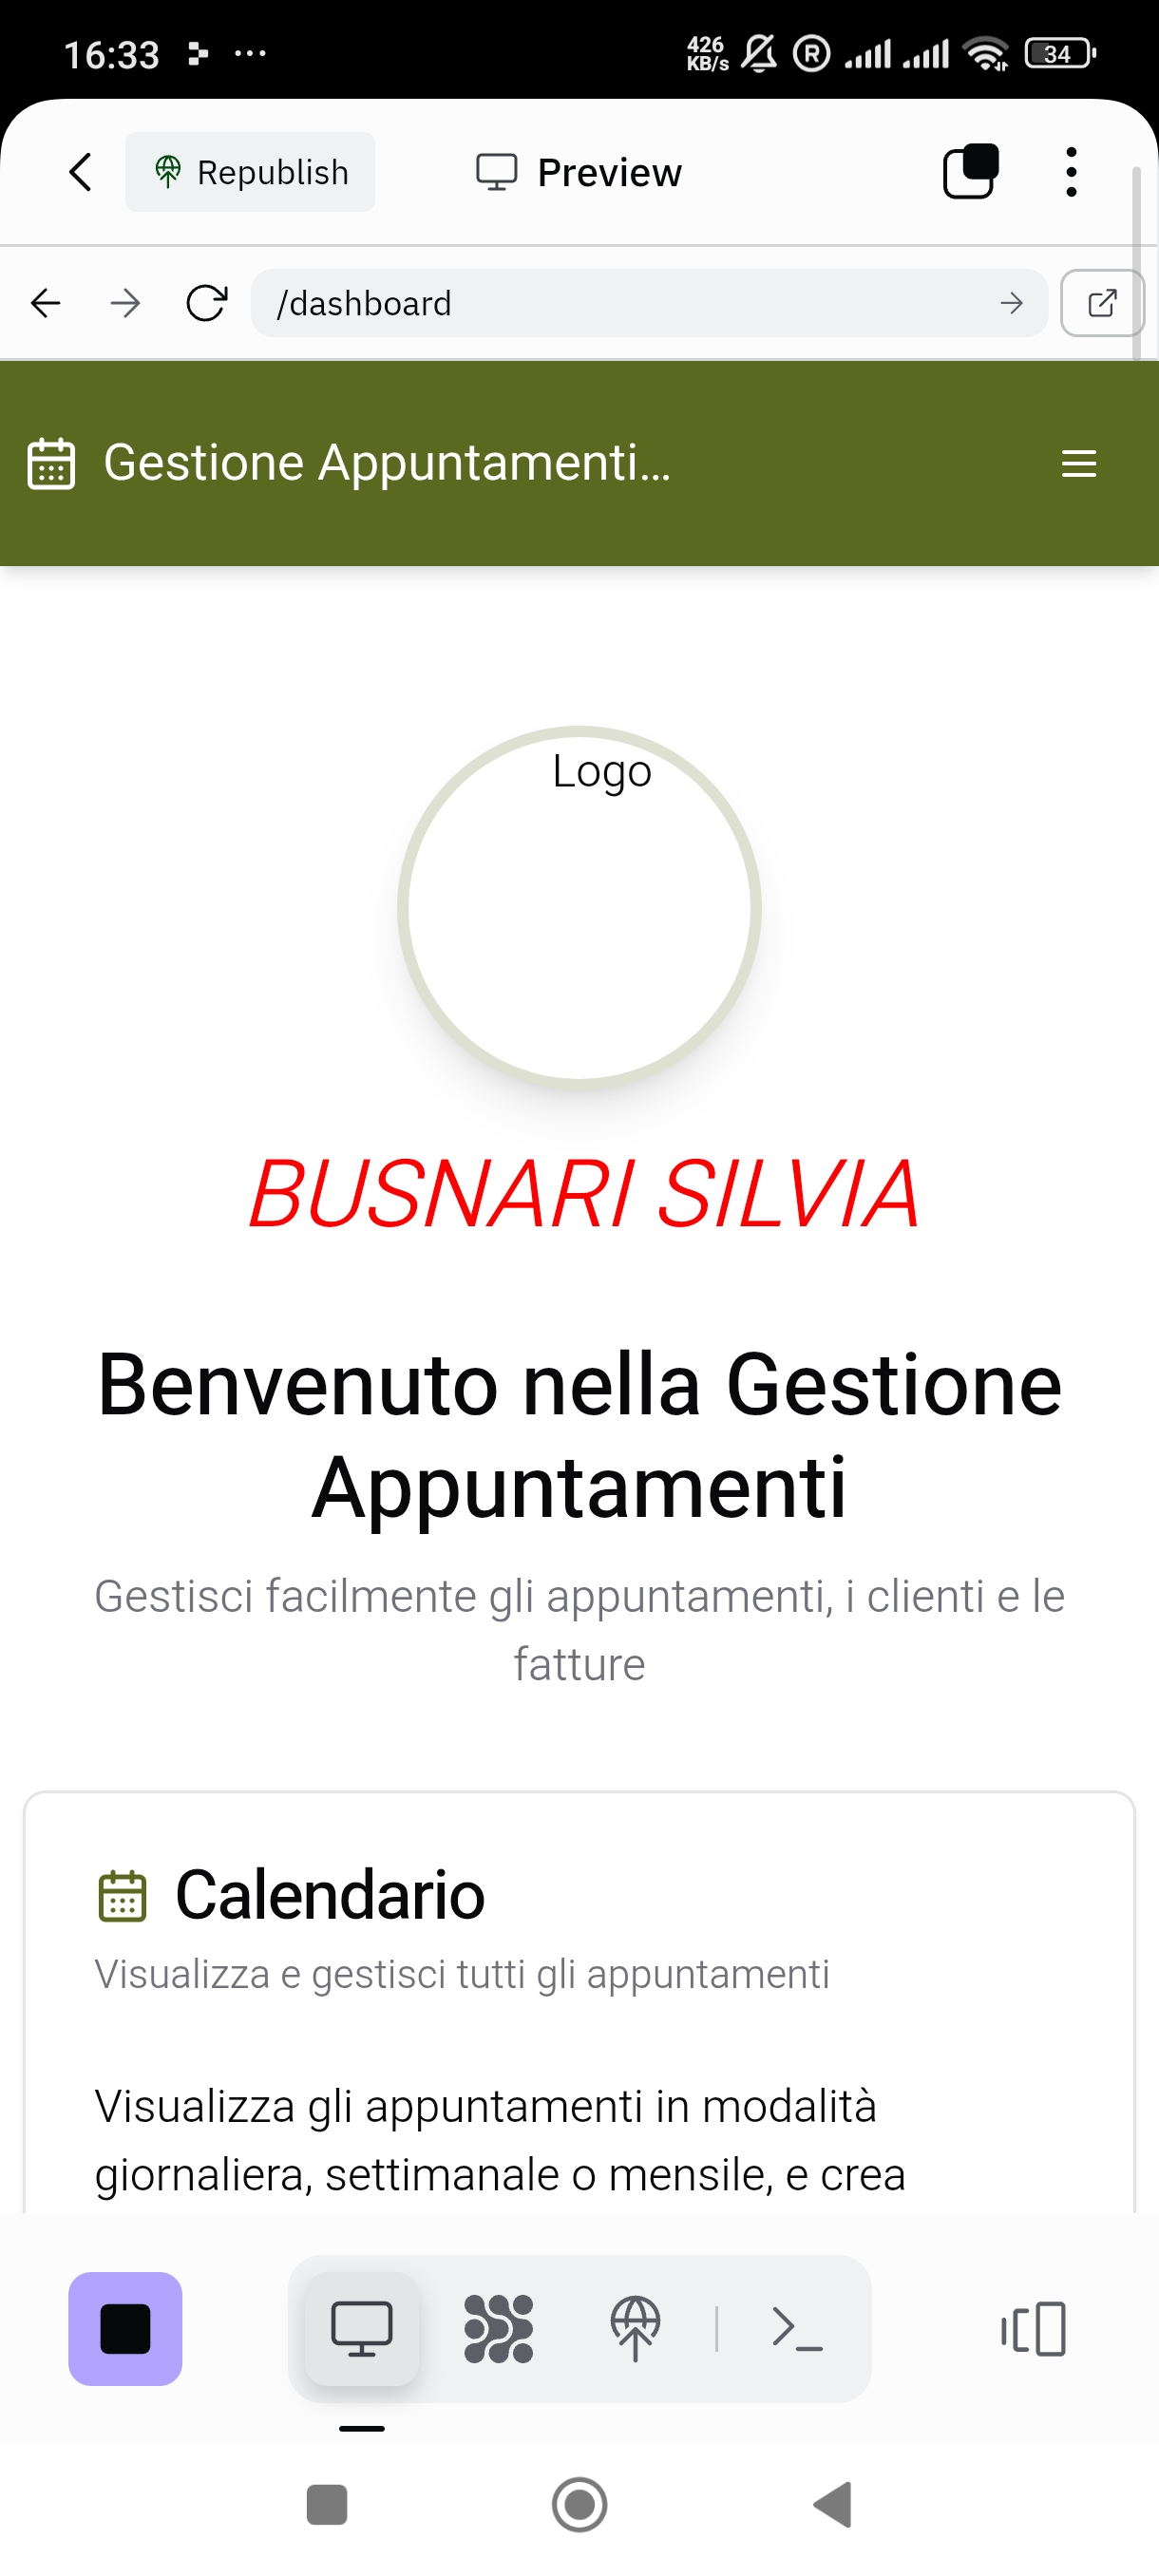 16:33
426
KB/s
R
34
Republish
Preview
/dashboard
Gestione Appuntamenti...
Logo
BUSNARI SILVIA
Benvenuto nella Gestione
Appuntamenti
Gestisci facilmente gli appuntamenti, i clienti e le
fatture
Calendario
Visualizza e gestisci tutti gli appuntamenti
Visualizza gli appuntamenti in modalità
giornaliera, settimanale o mensile, e crea